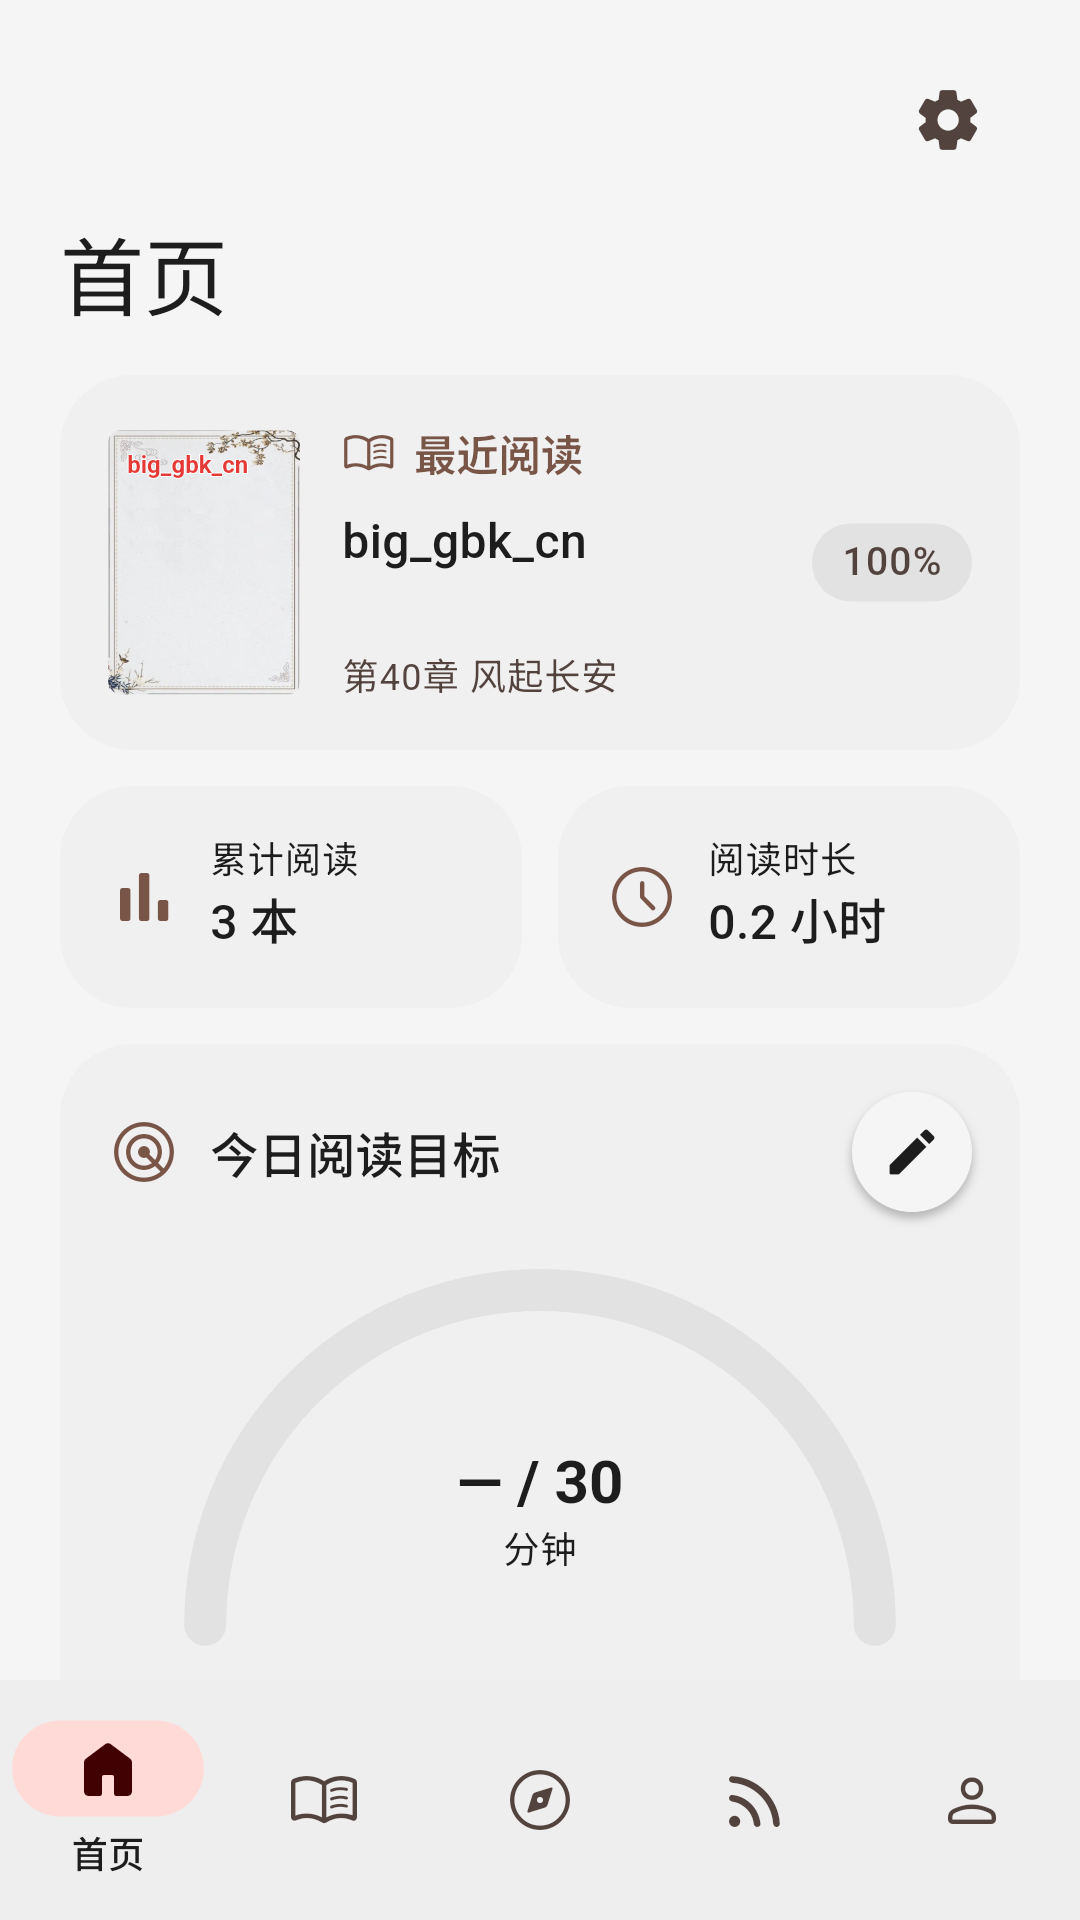 首页
big_gbk_cn
最近阅读
big_gbk_cn
100%
第40章 风起长安
累计阅读
3 本
阅读时长
0.2 小时
今日阅读目标
– / 30
分钟
首页